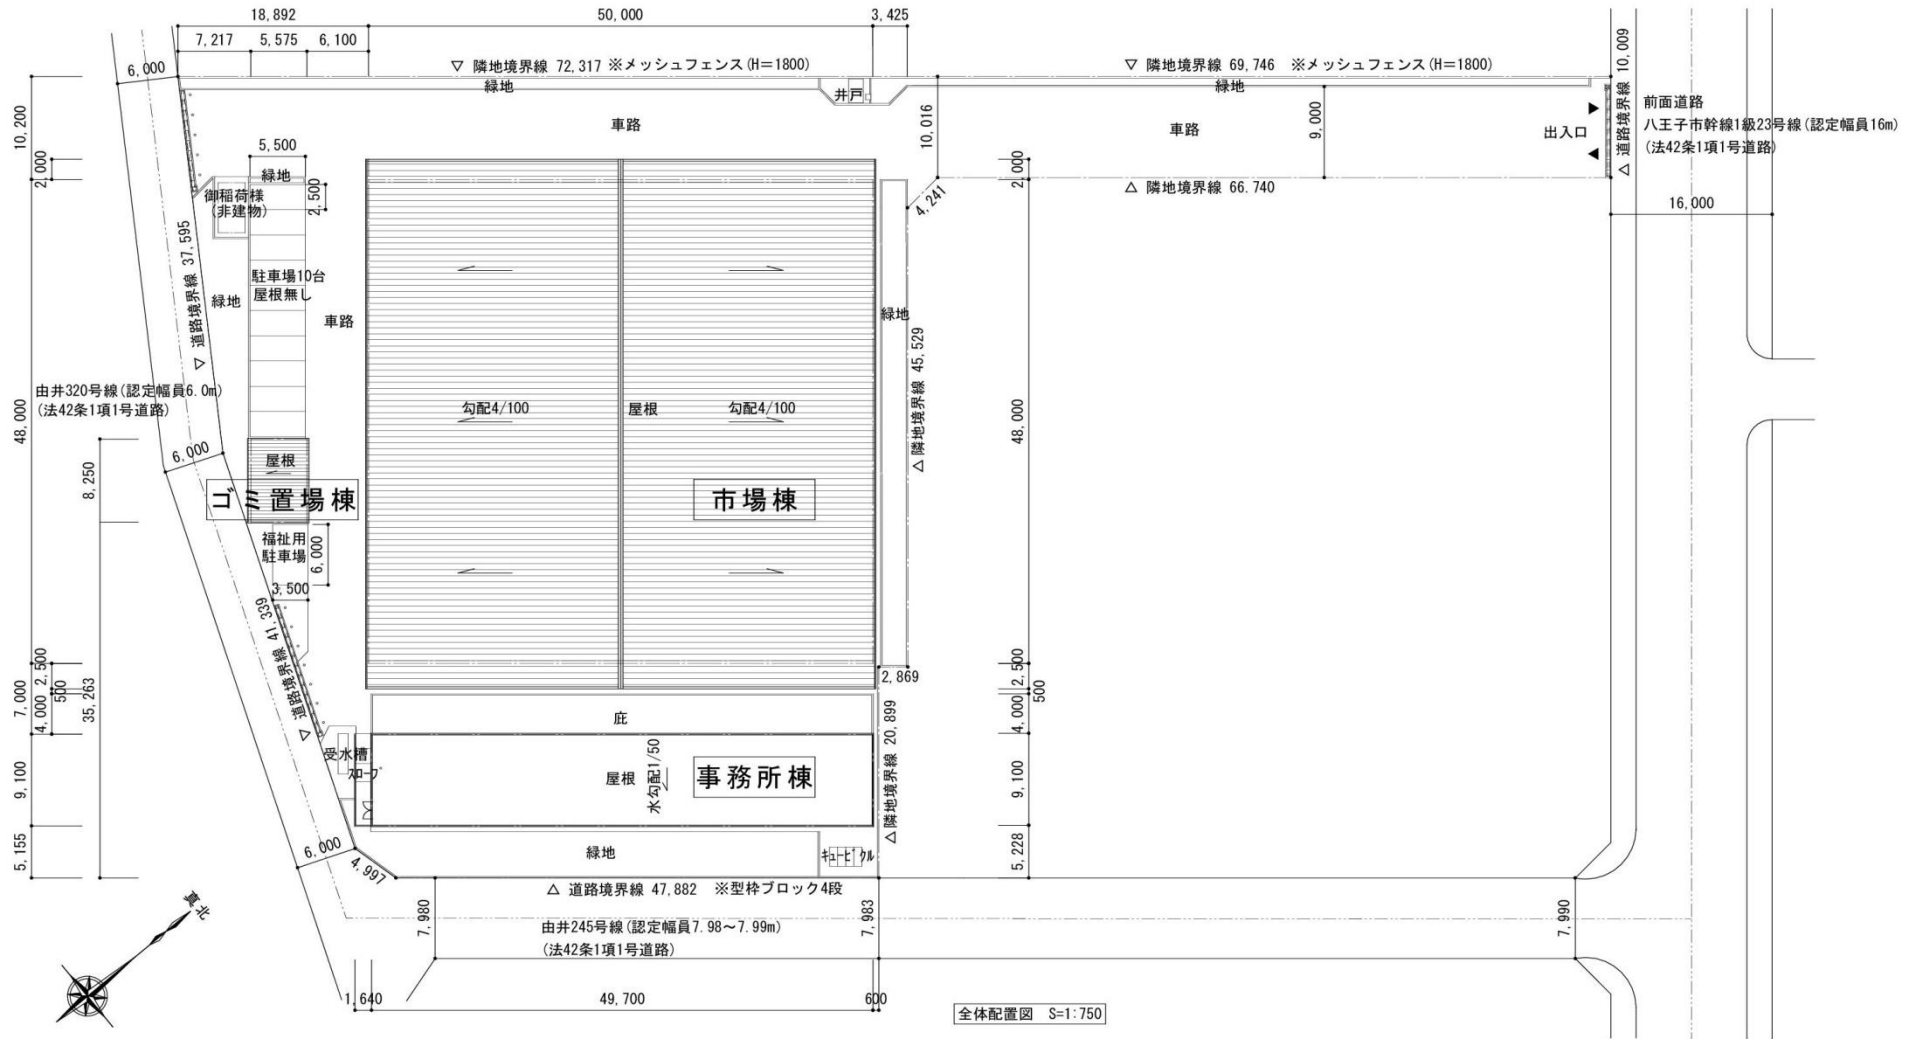 18,892
50,000
3,425
7,217
5,575
6,100
6,000
▽ 隣地境界線 72,317 ※メッシュフェンス(H=1800)
▽ 隣地境界線 69,746 ※メッシュフェンス(H=1800)
10,009
緑地
井戸
緑地
△ 道路境界線
前面道路
八王子市幹線1級23号線(認定幅員16m)
(法42条1項1号道路)
10,200
車路
10,016
車路
9,000
出入口
2,000
5,500
緑地
2,500
御稲荷様
(非建物)
2,000
△ 隣地境界線 66.740
4,241
16,000
▽ 道路境界線 37,595
駐車場10台
屋根無し
緑地
車路
緑地
△ 隣地境界線 45,529
由井320号線(認定幅員6.0m)
(法42条1項1号道路)
48,000
勾配4/100
屋根
勾配4/100
48,000
6,000
8,250
屋根
ゴミ置場棟
市場棟
福祉用
駐車場
6,000
3,500
▽ 道路境界線 41,339
2,500
500
7,000
4,000
35,263
2,869
2,500
500
4,000
庇
△ 隣地境界線 20,899
受水槽
スロープ
屋根
水勾配1/50
事務所棟
9,100
9,100
5,155
6,000
4,997
緑地
キュービクル
5,228
△ 道路境界線 47,882 ※型枠ブロック4段
真北
7,980
由井245号線(認定幅員7.98～7.99m)
(法42条1項1号道路)
7,983
7,990
1,640
49,700
600
全体配置図 S=1:750